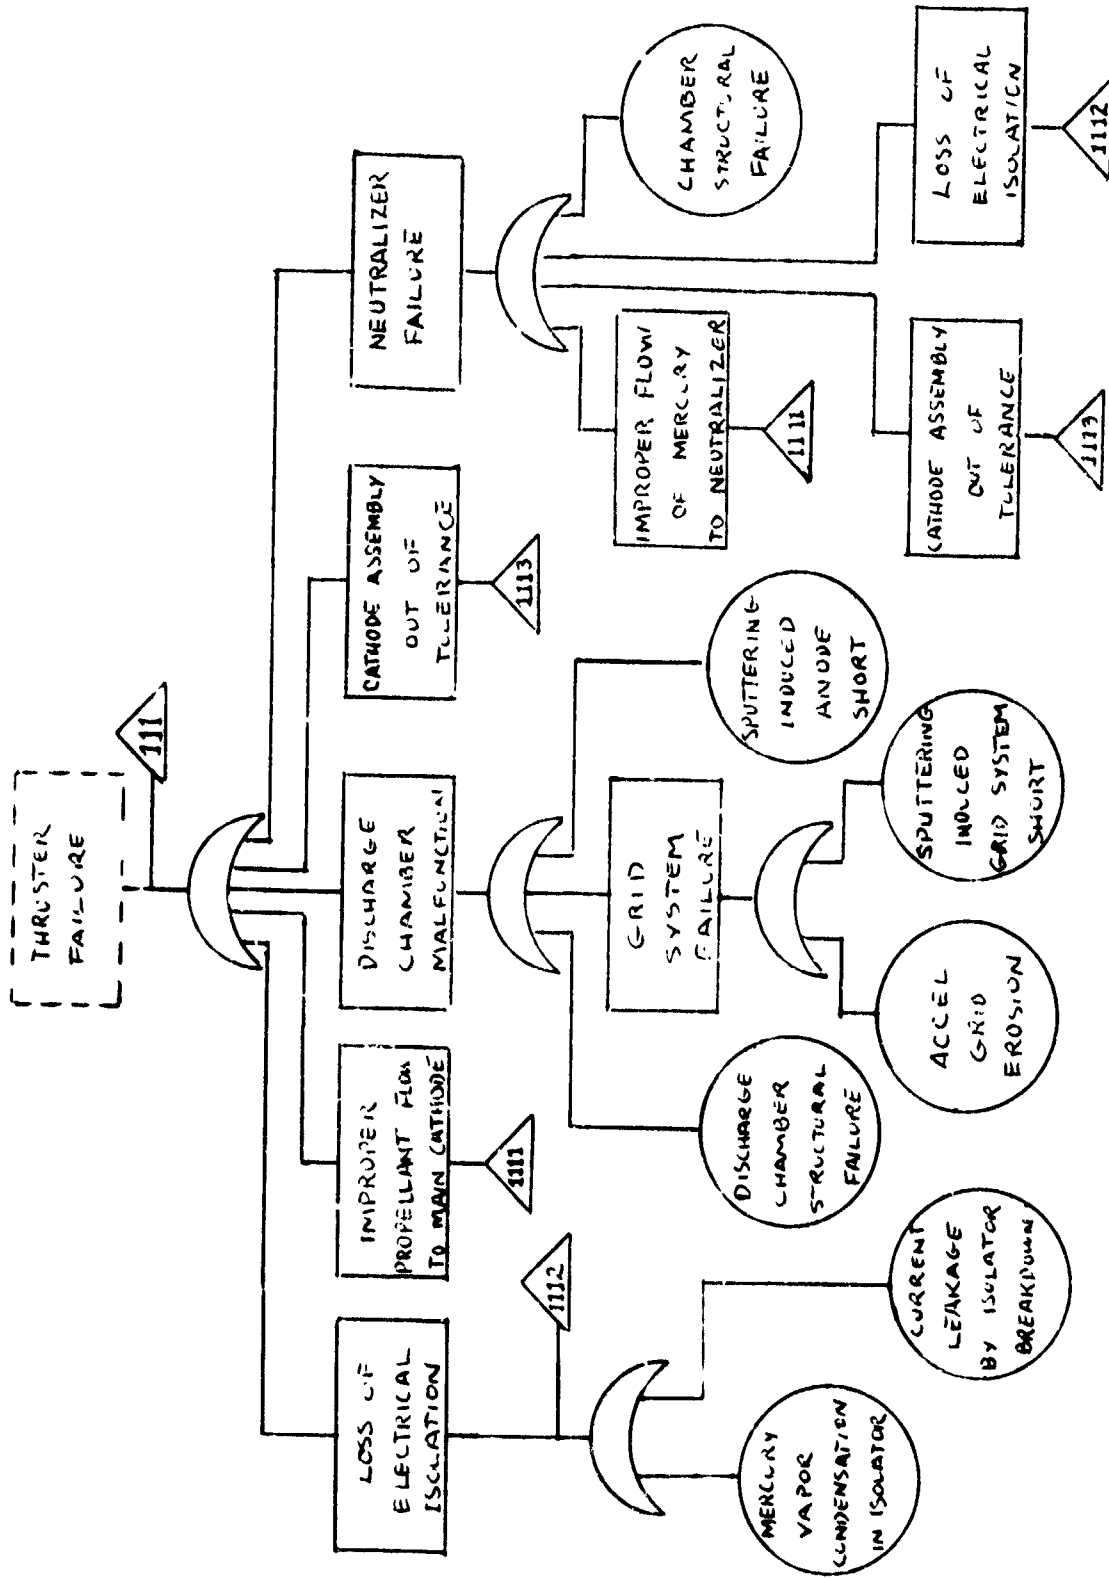 THRUSTER
FAILURE
111
LOSS OF
ELECTRICAL
ISOLATION
IMPROPER
PROPELLANT FLOW
TO MAIN CATHODE
DISCHARGE
CHAMBER
MALFUNCTION
CATHODE ASSEMBLY
OUT OF
TOLERANCE
NEUTRALIZER
FAILURE
1112
1111
1113
MERCURY
VAPOR
CONDENSATION
IN ISOLATOR
CURRENT
LEAKAGE
BY ISOLATOR
BREAKDOWN
DISCHARGE
CHAMBER
STRUCTURAL
FAILURE
GRID
SYSTEM
FAILURE
SPUTTERING
INDUCED
ANODE
SHORT
IMPROPER FLOW
OF MERCURY
TO NEUTRALIZER
1111
CHAMBER
STRUCTURAL
FAILURE
ACCEL
GRID
EROSION
SPUTTERING
INDUCED
GRID SYSTEM
SHORT
CATHODE ASSEMBLY
OUT OF
TOLERANCE
1113
LOSS OF
ELECTRICAL
ISOLATION
1112